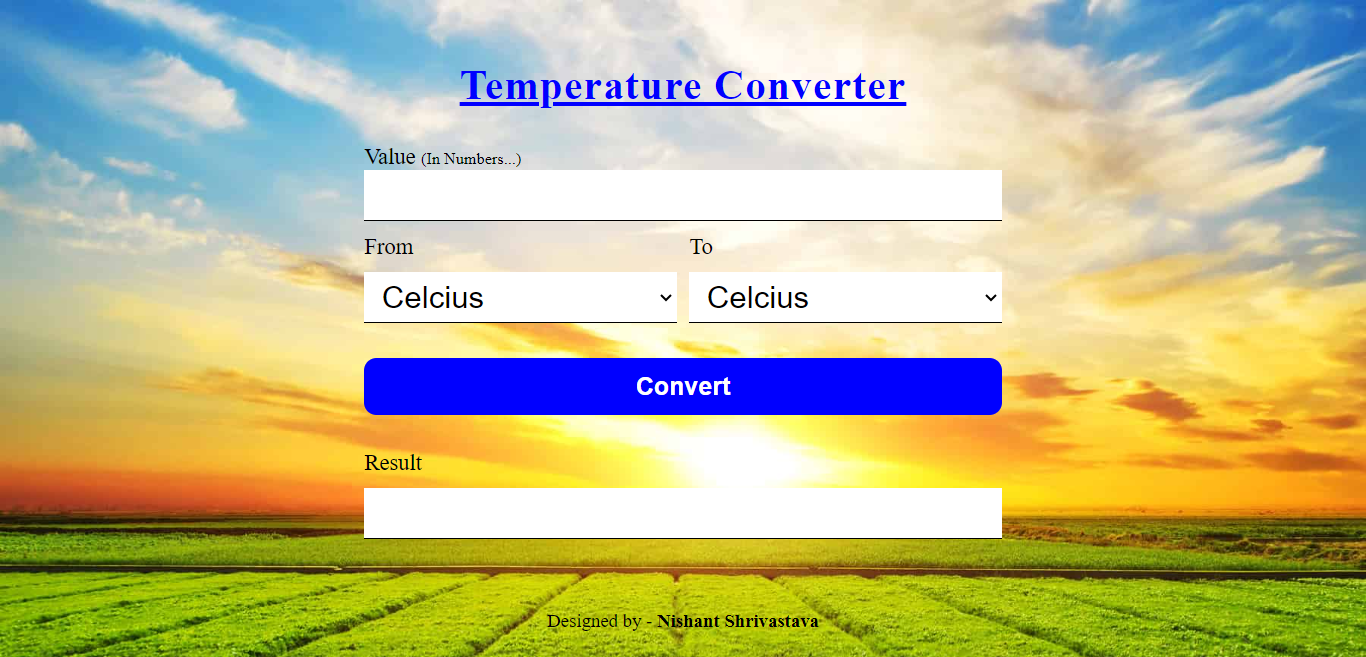 Temperature Converter
Value (In Numbers...)
From To
Celcius Celcius
Convert
Result
Designed by - Nishant Shrivastava